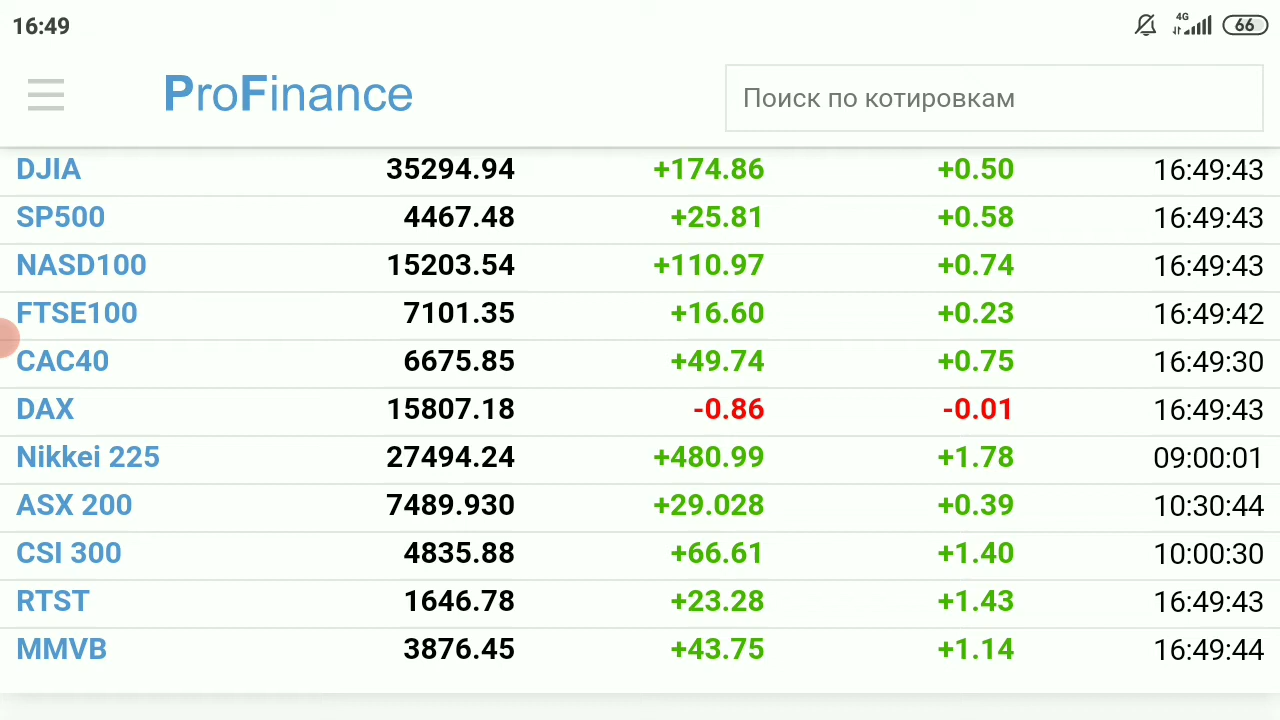 16:49 4G 66
ProFinance Поиск по котировкам
DJIA 35294.94 +174.86 +0.50 16:49:43
SP500 4467.48 +25.81 +0.58 16:49:43
NASD100 15203.54 +110.97 +0.74 16:49:43
FTSE100 7101.35 +16.60 +0.23 16:49:42
CAC40 6675.85 +49.74 +0.75 16:49:30
DAX 15807.18 -0.86 -0.01 16:49:43
Nikkei 225 27494.24 +480.99 +1.78 09:00:01
ASX 200 7489.930 +29.028 +0.39 10:30:44
CSI 300 4835.88 +66.61 +1.40 10:00:30
RTST 1646.78 +23.28 +1.43 16:49:43
MMVB 3876.45 +43.75 +1.14 16:49:44